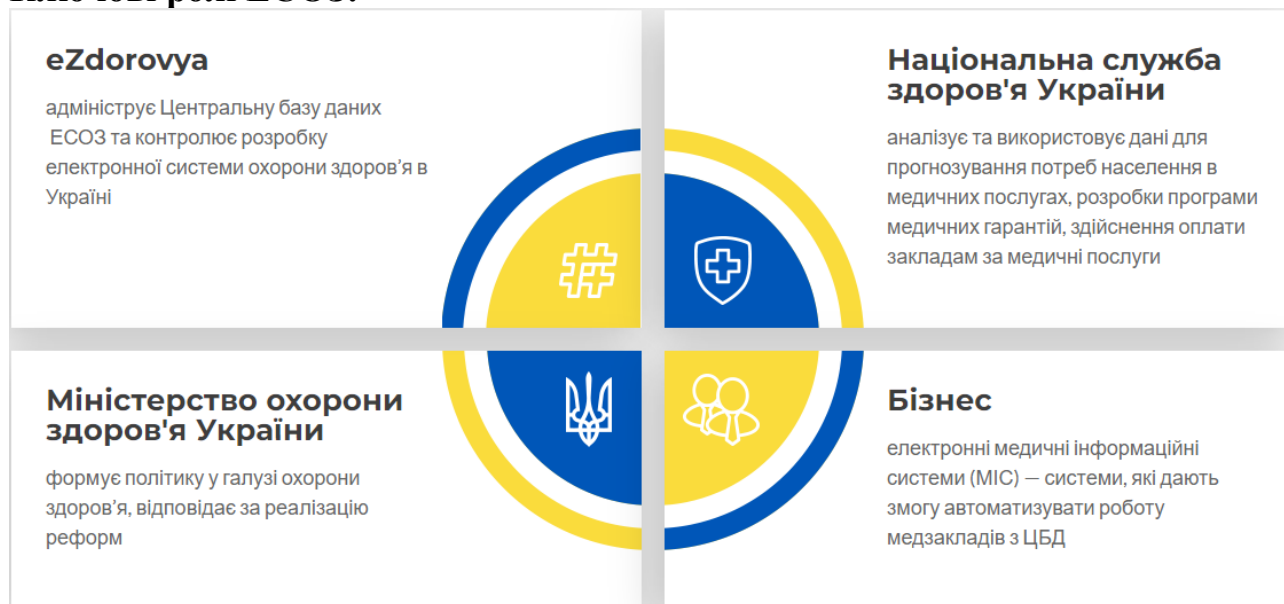 eZdorovya
адмініструє Центральну базу даних
ЕСОЗ та контролює розробку
електронної системи охорони здоров’я в
Україні
Національна служба
здоров'я України
аналізує та використовує дані для
прогнозування потреб населення в
медичних послугах, розробки програми
медичних гарантій, здійснення оплати
закладам за медичні послуги
Міністерство охорони
здоров'я України
формує політику у галузі охорони
здоров’я, відповідає за реалізацію
реформ
Бізнес
електронні медичні інформаційні
системи (МІС) — системи, які дають
змогу автоматизувати роботу
медзакладів з ЦБД